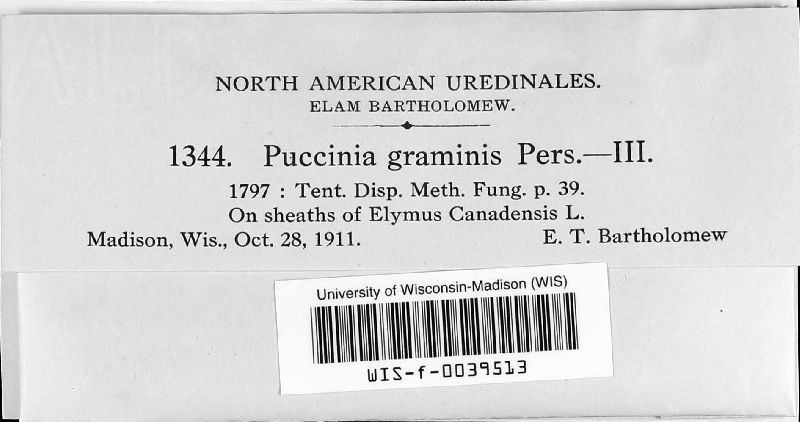 NORTH AMERICAN UREDINALES.
ELAM BARTHOLOMEW.
1344. Puccinia graminis Pers.—III.
1797 : Tent. Disp. Meth. Fung. p. 39.
On sheaths of Elymus Canadensis L.
Madison, Wis., Oct. 28, 1911. E. T. Bartholomew
University of Wisconsin-Madison (WIS)
WIS-f-0039513